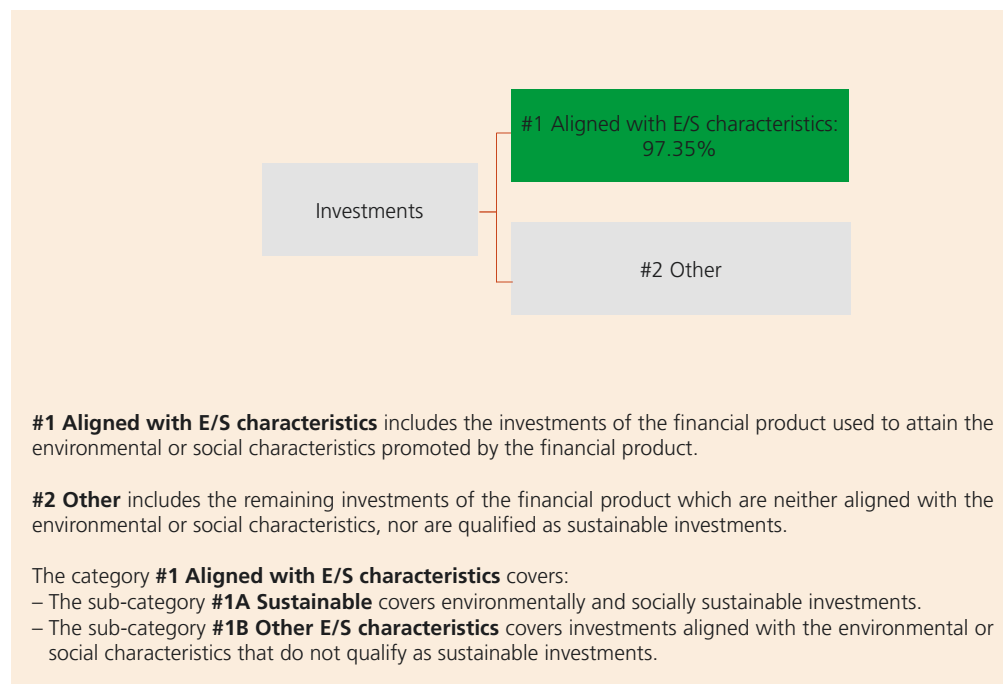 #1 Aligned with E/S characteristics:
97.35%
Investments
#2 Other
#1 Aligned with E/S characteristics includes the investments of the financial product used to attain the
environmental or social characteristics promoted by the financial product.
#2 Other includes the remaining investments of the financial product which are neither aligned with the
environmental or social characteristics, nor are qualified as sustainable investments.
The category #1 Aligned with E/S characteristics covers:
– The sub-category #1A Sustainable covers environmentally and socially sustainable investments.
– The sub-category #1B Other E/S characteristics covers investments aligned with the environmental or
social characteristics that do not qualify as sustainable investments.